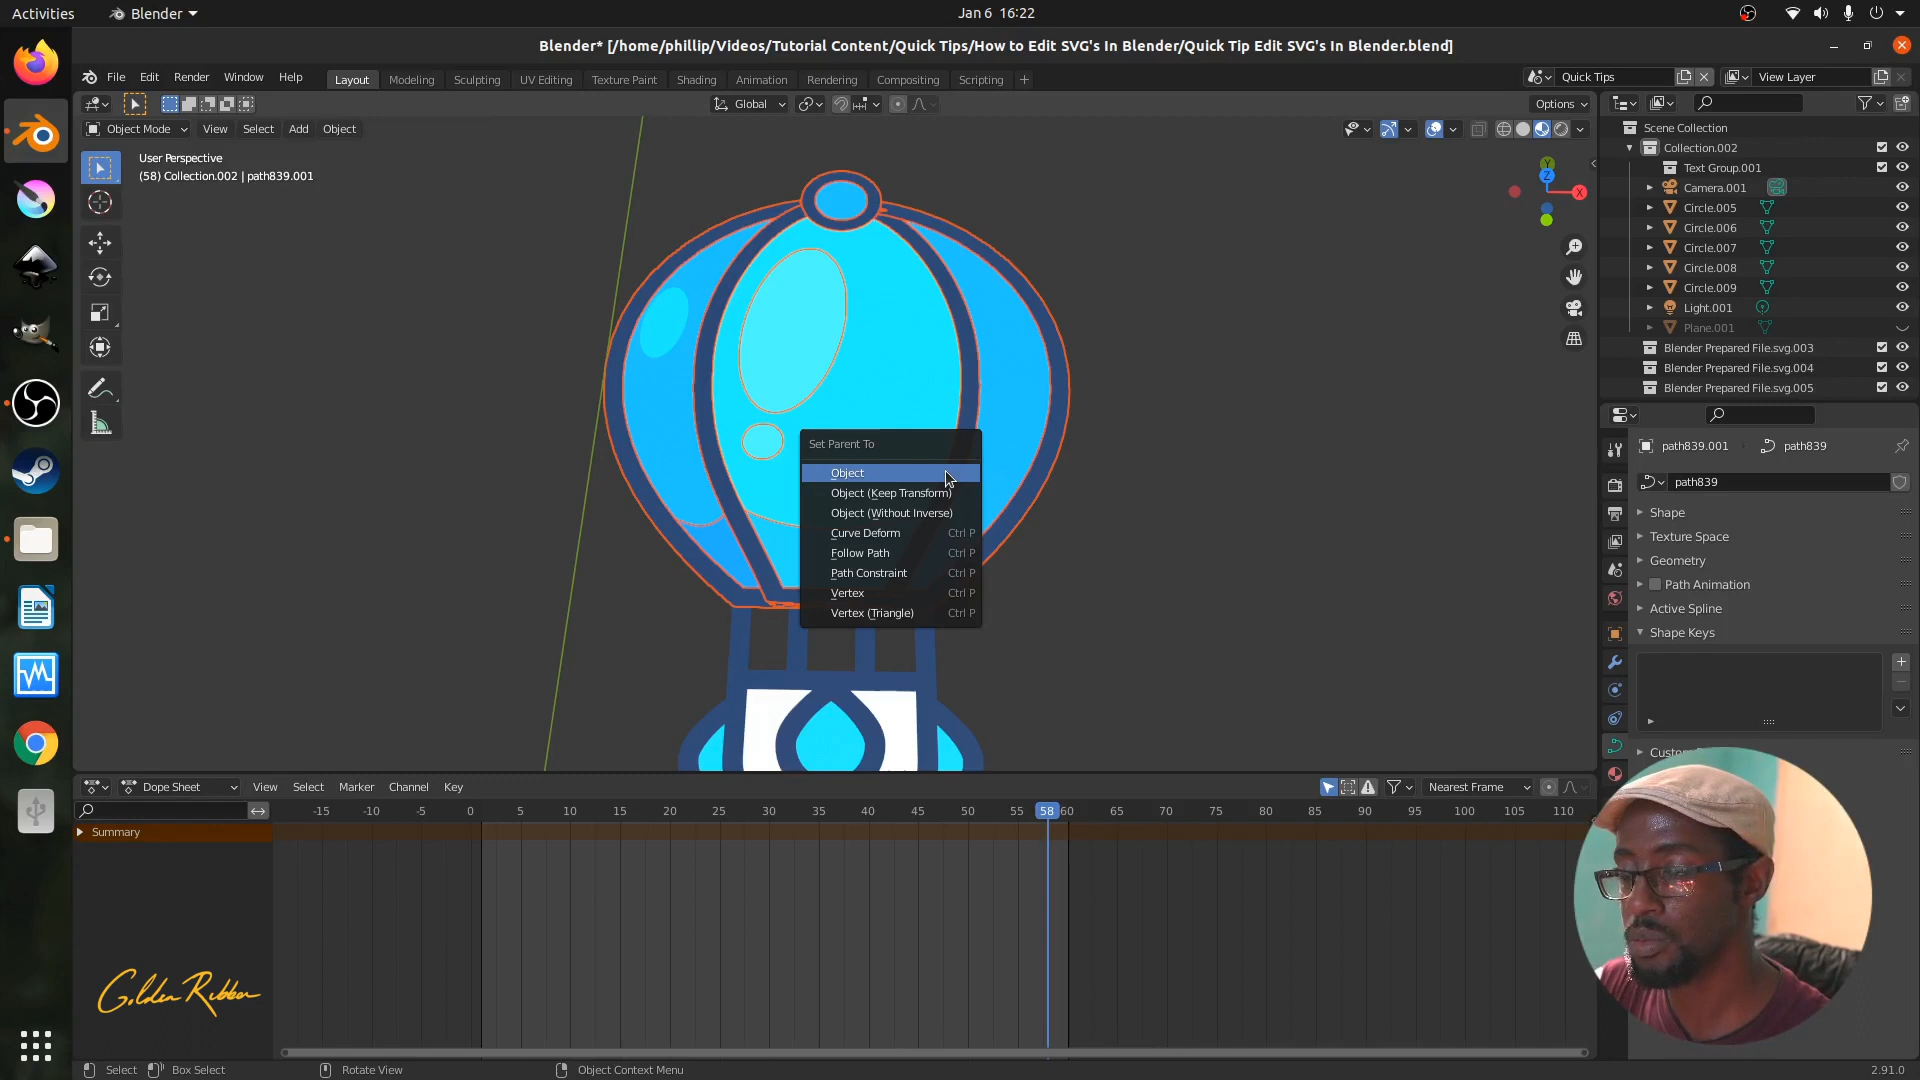 Activities
Blender
Jan 6  16:22
Blender* [/home/phillip/Videos/Tutorial Content/Quick Tips/How to Edit SVG's In Blender/Quick Tip Edit SVG's In Blender.blend]
File
Edit
Render
Window
Help
Layout
Modeling
Sculpting
UV Editing
Texture Paint
Shading
Animation
Rendering
Compositing
Scripting
+
Quick Tips
View Layer
Global
Options
Object Mode
View
Select
Add
Object
User Perspective
(58) Collection.002 | path839.001
Y
Z
X
Scene Collection
Collection.002
Text Group.001
Camera.001
Circle.005
Circle.006
Circle.007
Circle.008
Circle.009
Light.001
Plane.001
Blender Prepared File.svg.003
Blender Prepared File.svg.004
Blender Prepared File.svg.005
Set Parent To
Object
Object (Keep Transform)
Object (Without Inverse)
Curve Deform Ctrl P
Follow Path Ctrl P
Path Constraint Ctrl P
Vertex Ctrl P
Vertex (Triangle) Ctrl P
path839.001
path839
path839
Shape
Texture Space
Geometry
Path Animation
Active Spline
Shape Keys
Dope Sheet
View
Select
Marker
Channel
Key
Nearest Frame
-15 -10 -5 0 5 10 15 20 25 30 35 40 45 50 55 58 60 65 70 75 80 85 90 95 100 105 110
Summary
Golden Ribbon
Select
Box Select
Rotate View
Object Context Menu
2.91.0